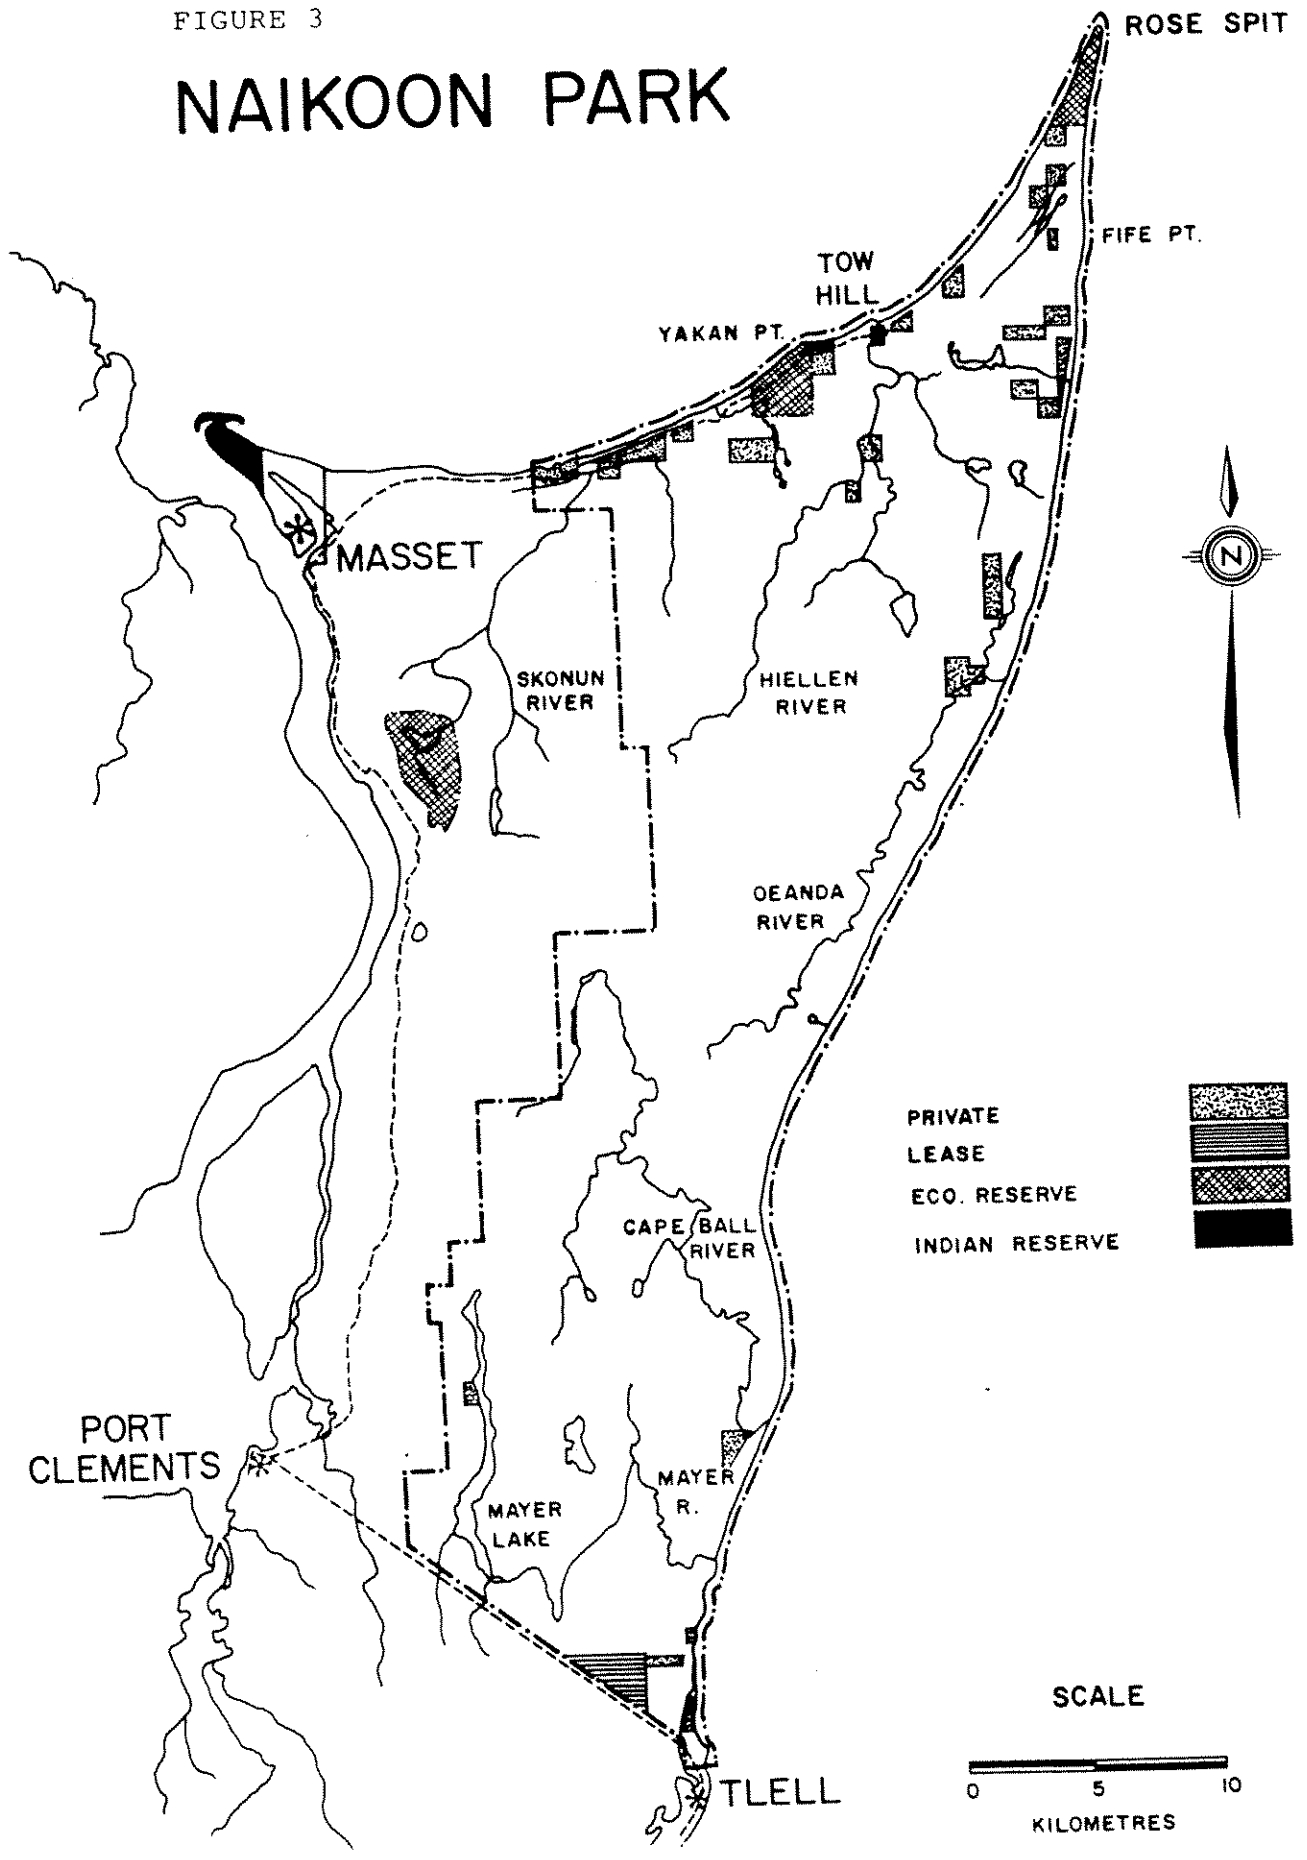 FIGURE 3
NAIKOON PARK
ROSE SPIT
FIFE PT.
TOW
HILL
YAKAN PT.
MASSET
N
SKONUN
RIVER
HIELLEN
RIVER
OEANDA
RIVER
PRIVATE
LEASE
ECO. RESERVE
INDIAN RESERVE
CAPE BALL
RIVER
PORT
CLEMENTS
MAYER
R.
MAYER
LAKE
SCALE
0 5 10
KILOMETRES
TLELL